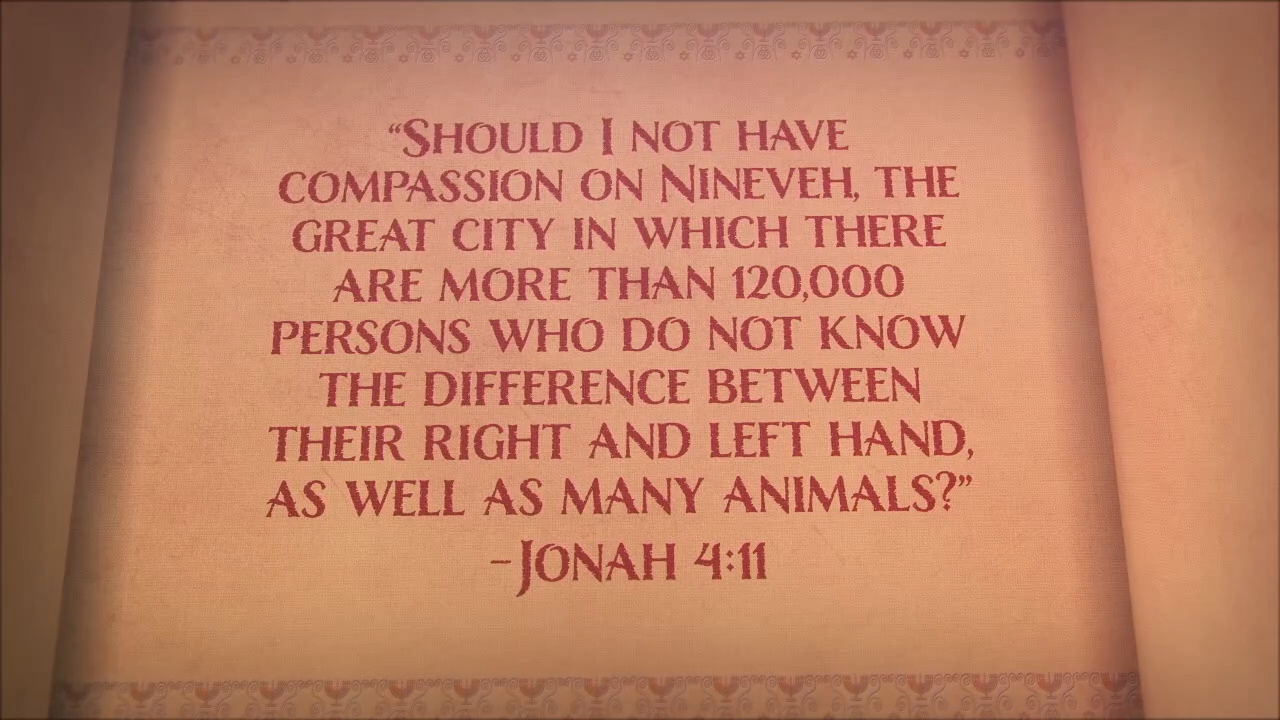 “Should I not have
compassion on Nineveh, the
great city in which there
are more than 120,000
persons who do not know
the difference between
their right and left hand,
as well as many animals?”
–Jonah 4:11